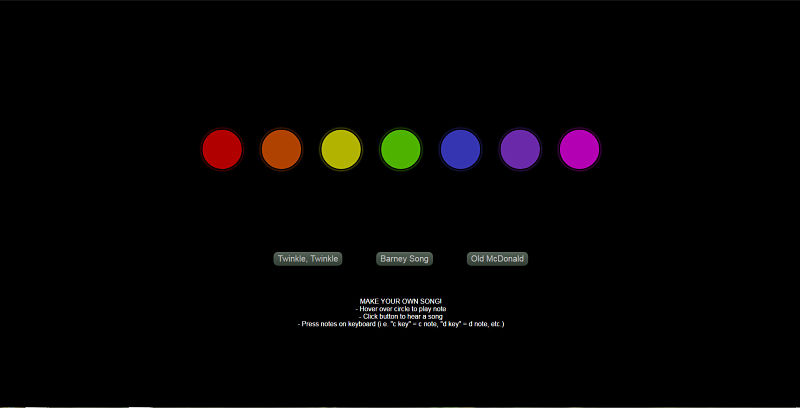 Twinkle, Twinkle
Barney Song
Old McDonald
MAKE YOUR OWN SONG!
- Hover over circle to play note
- Click button to hear a song
- Press notes on keyboard (i.e. "c key" = c note, "d key" = d note, etc.)